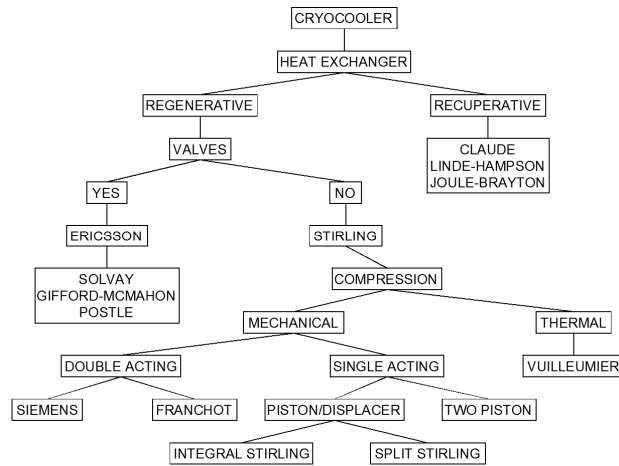 CRYOCOOLER
HEAT EXCHANGER
REGENERATIVE
RECUPERATIVE
VALVES
CLAUDE
LINDE-HAMPSON
JOULE-BRAYTON
YES
NO
ERICSSON
STIRLING
SOLVAY
GIFFORD-MCMAHON
POSTLE
COMPRESSION
MECHANICAL
THERMAL
DOUBLE ACTING
SINGLE ACTING
VUILLEUMIER
SIEMENS
FRANCHOT
PISTON/DISPLACER
TWO PISTON
INTEGRAL STIRLING
SPLIT STIRLING